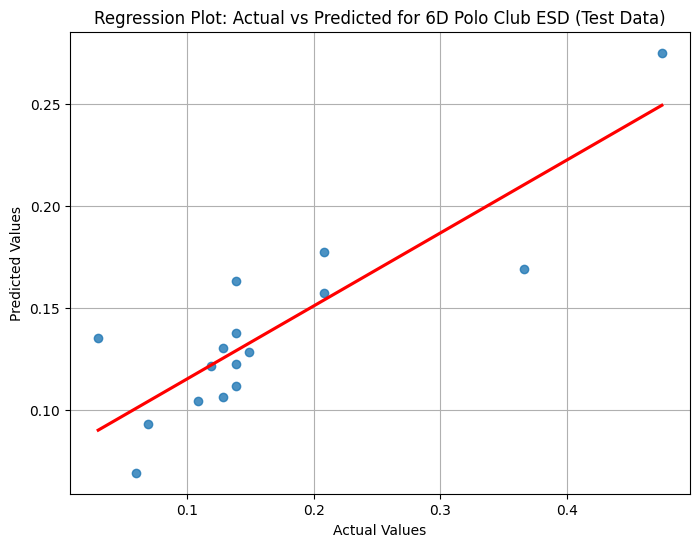 Regression Plot: Actual vs Predicted for 6D Polo Club ESD (Test Data)
Predicted Values
0.25
0.20
0.15
0.10
0.1 0.2 0.3 0.4
Actual Values